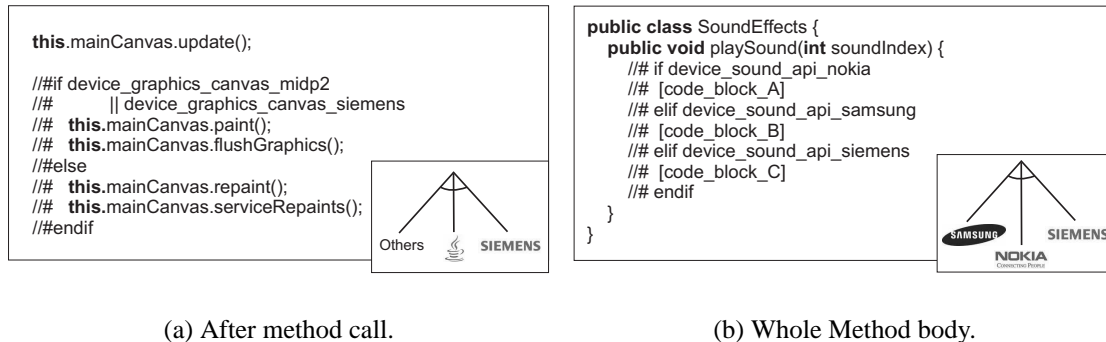 this.mainCanvas.update();
//#if device_graphics_canvas_midp2
//# || device_graphics_canvas_siemens
//# this.mainCanvas.paint();
//# this.mainCanvas.flushGraphics();
//#else
//# this.mainCanvas.repaint();
//# this.mainCanvas.serviceRepaints();
//#endif
Others
SIEMENS
(a) After method call.
public class SoundEffects {
public void playSound(int soundIndex) {
//# if device_sound_api_nokia
//# [code_block_A]
//# elif device_sound_api_samsung
//# [code_block_B]
//# elif device_sound_api_siemens
//# [code_block_C]
//# endif
}
}
SAMSUNG
SIEMENS
NOKIA
CONNECTING PEOPLE
(b) Whole Method body.